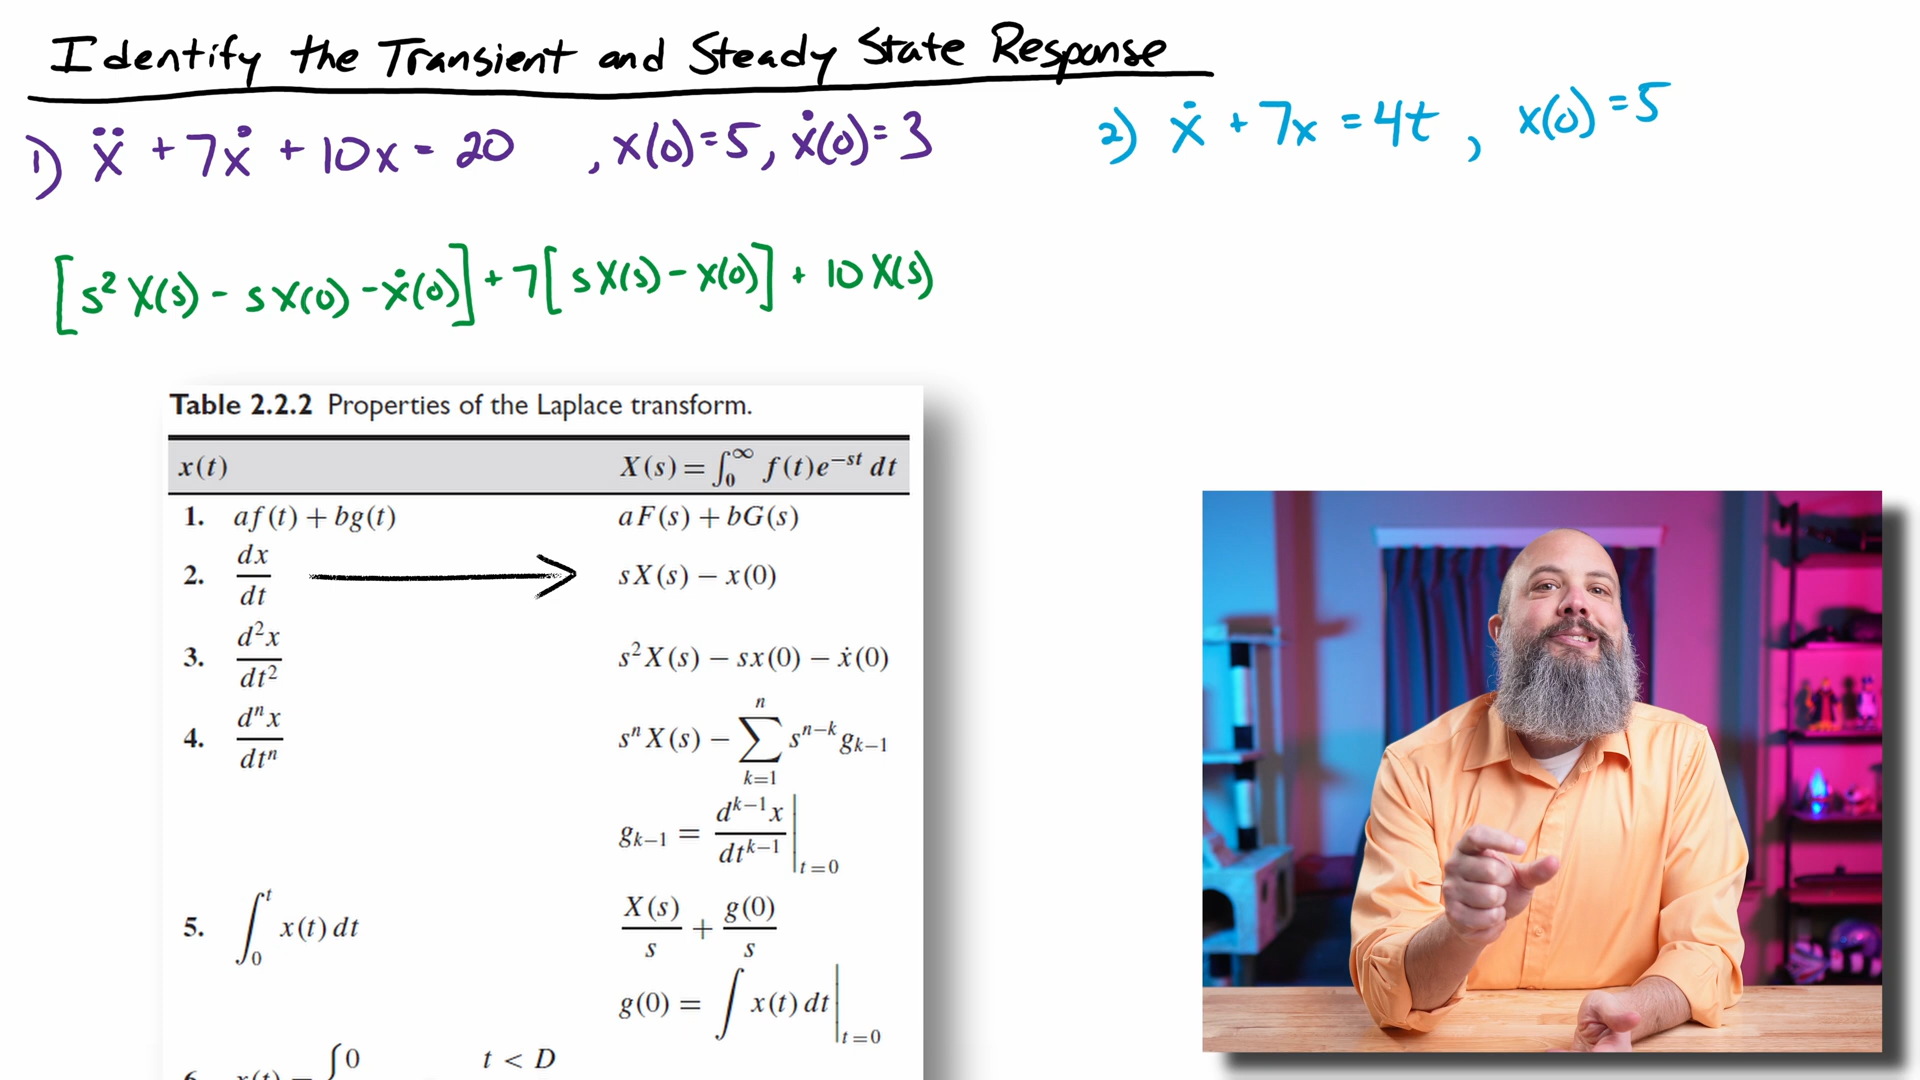 Identify the Transient and Steady State Response
1) ẍ + 7ẋ + 10x = 20 , x(0)=5, ẋ(0)=3
2) ẋ + 7x = 4t , x(0)=5
[s² X(s) - s x(0) - ẋ(0)] + 7[s X(s) - x(0)] + 10 X(s)
Table 2.2.2 Properties of the Laplace transform.
x(t) X(s) = ∫₀^∞ f(t)e^{−st} dt
1. af(t) + bg(t) aF(s) + bG(s)
2. dx/dt sX(s) − x(0)
3. d²x/dt² s²X(s) − sx(0) − ẋ(0)
4. dⁿx/dtⁿ sⁿX(s) − ∑_{k=1}^{n} s^{n−k} g_{k−1}
g_{k−1} = d^{k−1}x/dt^{k−1} |_{t=0}
5. ∫₀^t x(t) dt X(s)/s + g(0)/s
g(0) = ∫ x(t) dt |_{t=0}
0 t < D